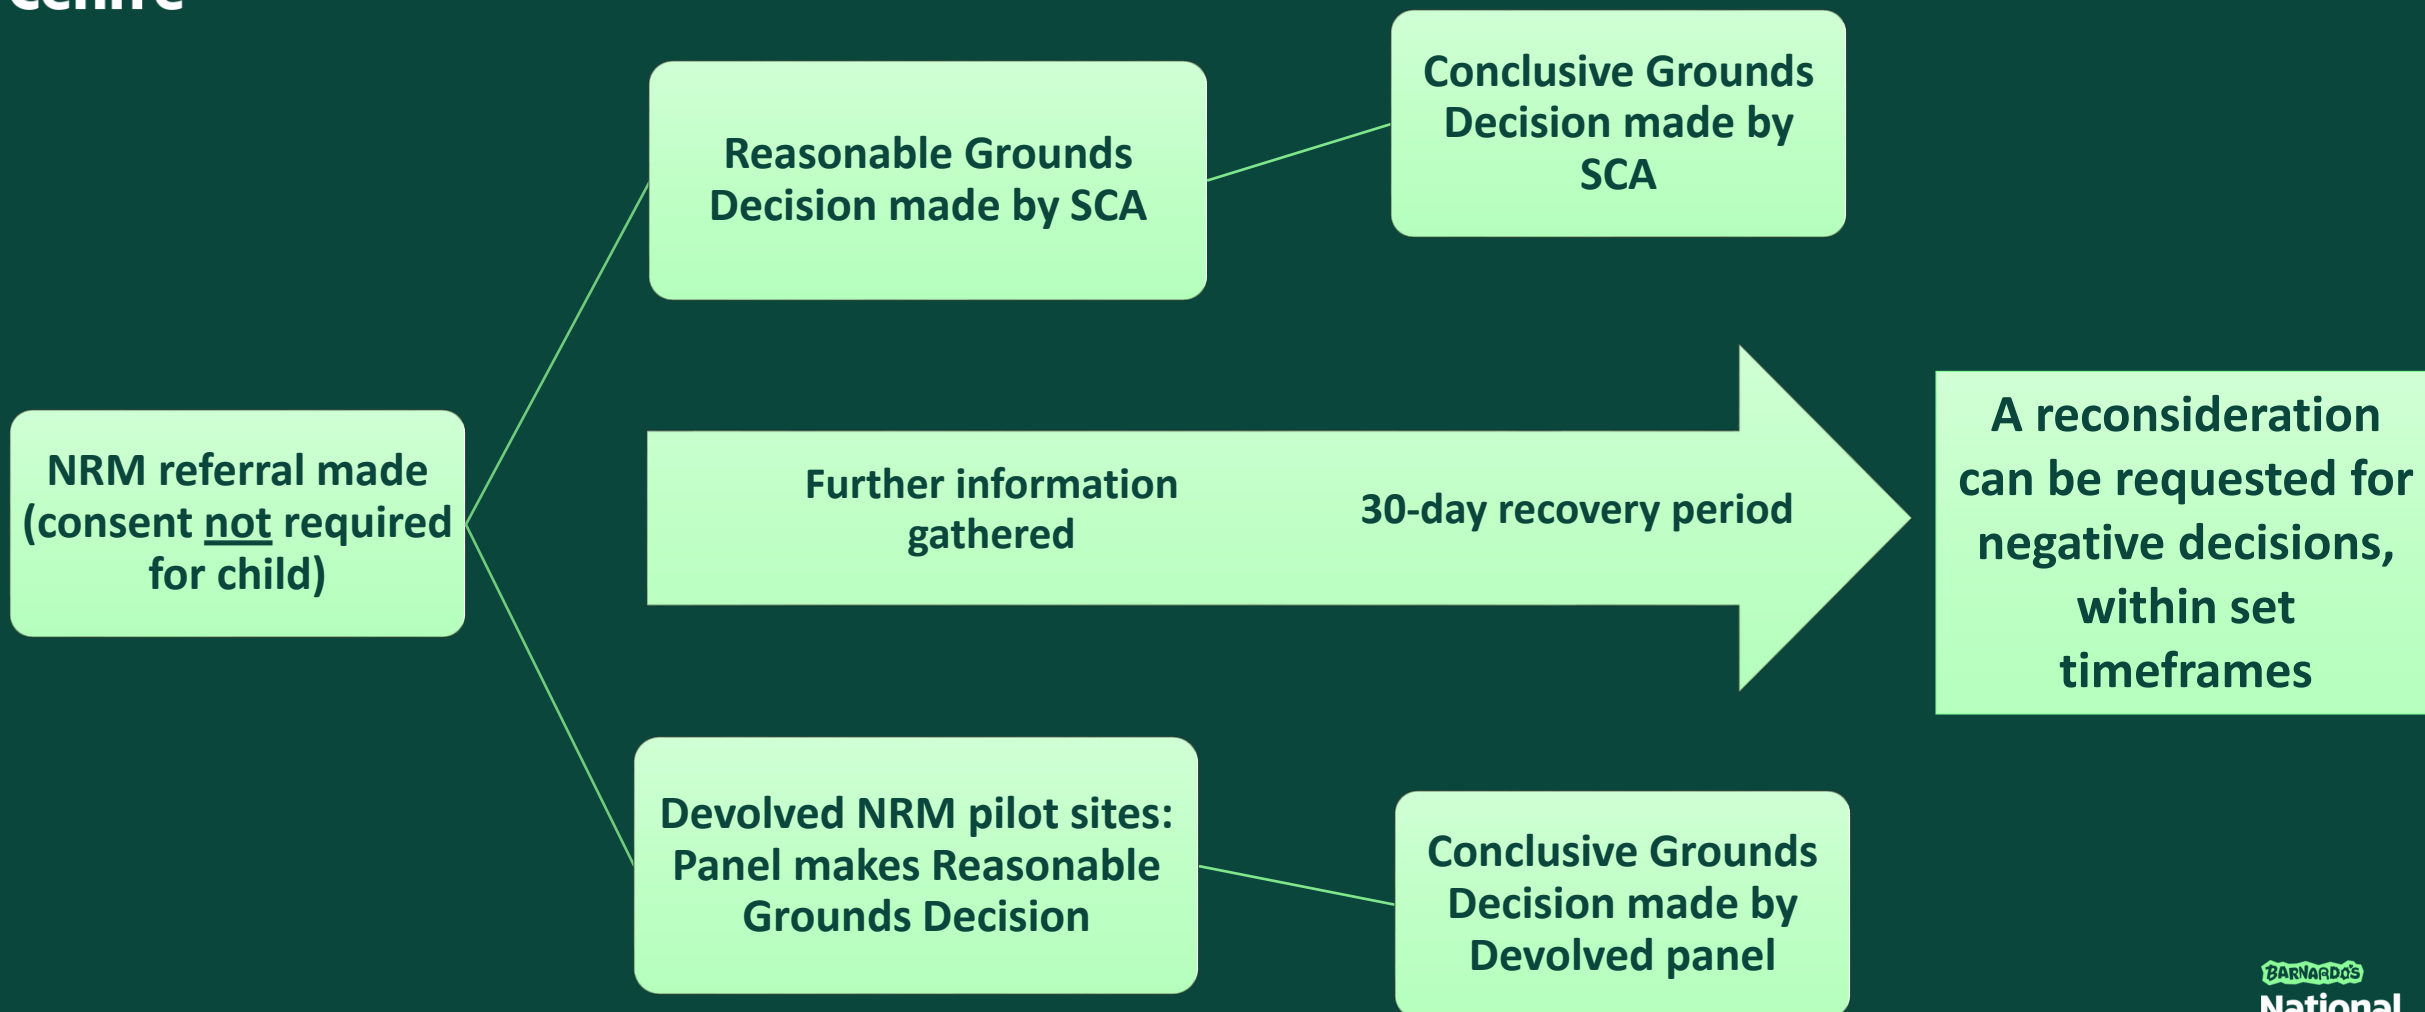 Conclusive Grounds
Decision made by
SCA
Reasonable Grounds
Decision made by SCA
NRM referral made
(consent not required
for child)
Further information
gathered
30-day recovery period
A reconsideration
can be requested for
negative decisions,
within set
timeframes
Devolved NRM pilot sites:
Panel makes Reasonable
Grounds Decision
Conclusive Grounds
Decision made by
Devolved panel
BARNARDO'S
National